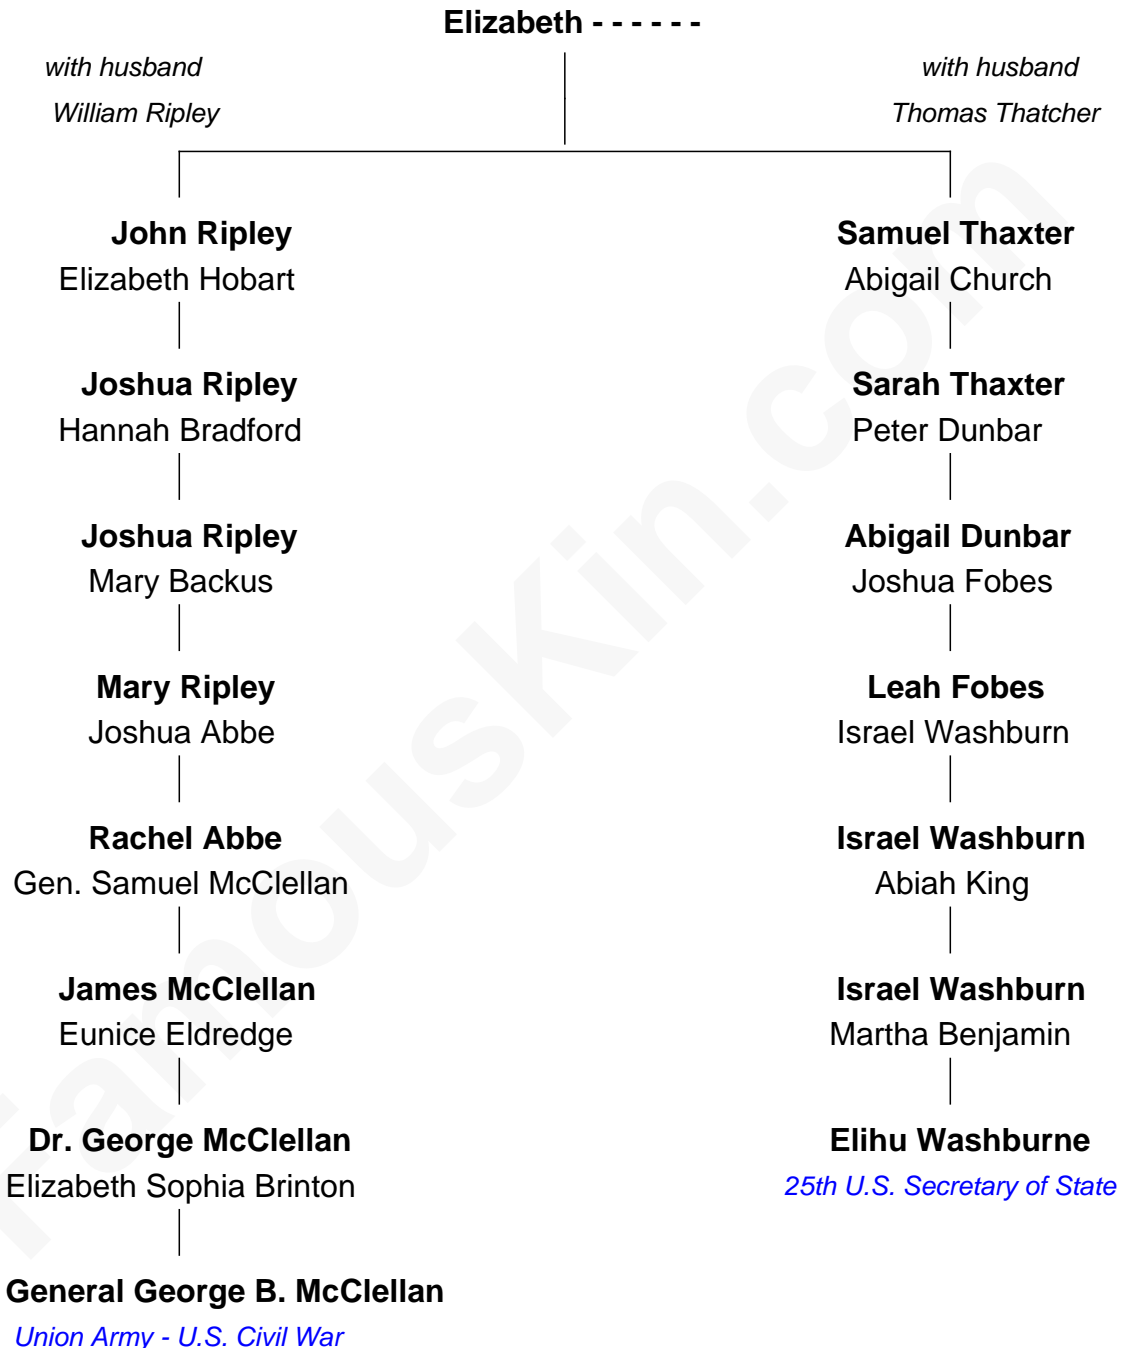 Elizabeth - - - - - -
with husband
William Ripley
with husband
Thomas Thatcher
John Ripley
Elizabeth Hobart
Samuel Thaxter
Abigail Church
Joshua Ripley
Hannah Bradford
Sarah Thaxter
Peter Dunbar
Joshua Ripley
Mary Backus
Abigail Dunbar
Joshua Fobes
Mary Ripley
Joshua Abbe
Leah Fobes
Israel Washburn
Rachel Abbe
Gen. Samuel McClellan
Israel Washburn
Abiah King
James McClellan
Eunice Eldredge
Israel Washburn
Martha Benjamin
Dr. George McClellan
Elizabeth Sophia Brinton
Elihu Washburne
25th U.S. Secretary of State
General George B. McClellan
Union Army - U.S. Civil War
FamousKin.com